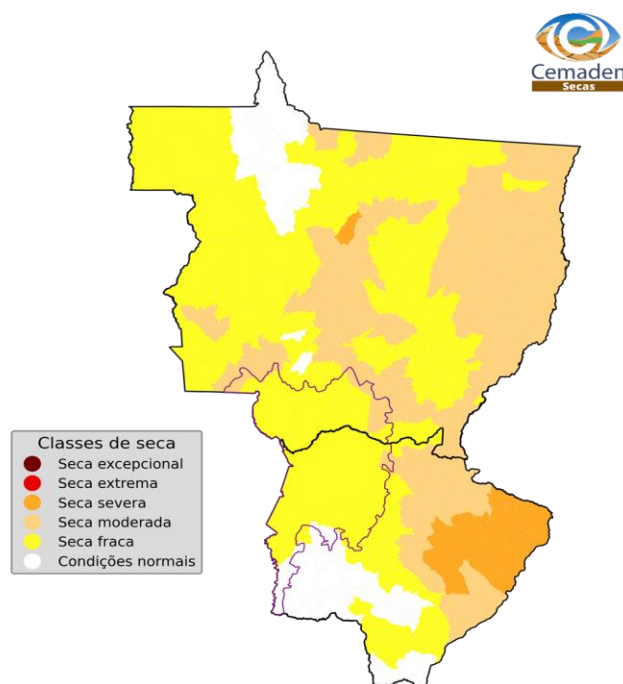 Cemaden
Secas
Classes de seca
Seca excepcional
Seca extrema
Seca severa
Seca moderada
Seca fraca
Condições normais